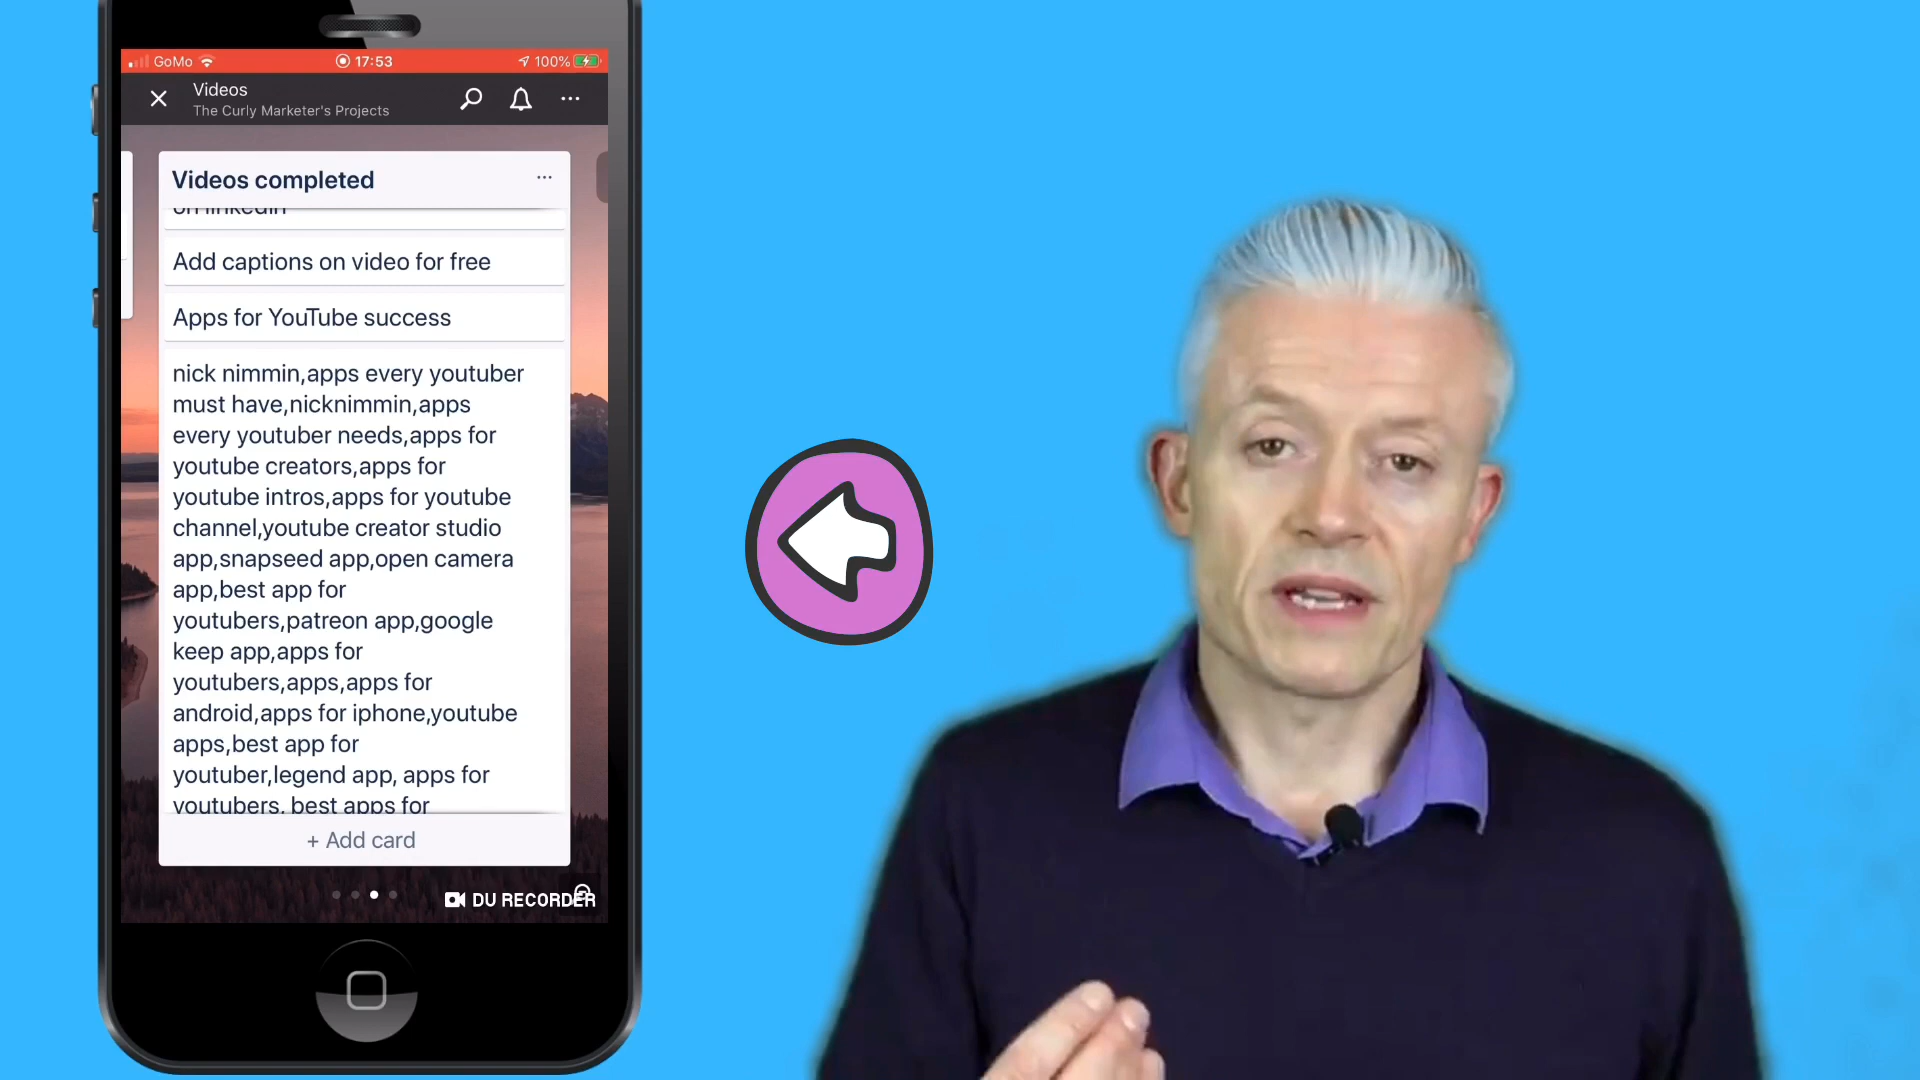 GoMo
17:53
100%
Videos
The Curly Marketer's Projects
Videos completed
...
on linkedin
Add captions on video for free
Apps for YouTube success
nick nimmin,apps every youtuber
must have,nicknimmin,apps
every youtuber needs,apps for
youtube creators,apps for
youtube intros,apps for youtube
channel,youtube creator studio
app,snapseed app,open camera
app,best app for
youtubers,patreon app,google
keep app,apps for
youtubers,apps,apps for
android,apps for iphone,youtube
apps,best app for
youtuber,legend app, apps for
youtubers, best apps for
+ Add card
DU RECORDER